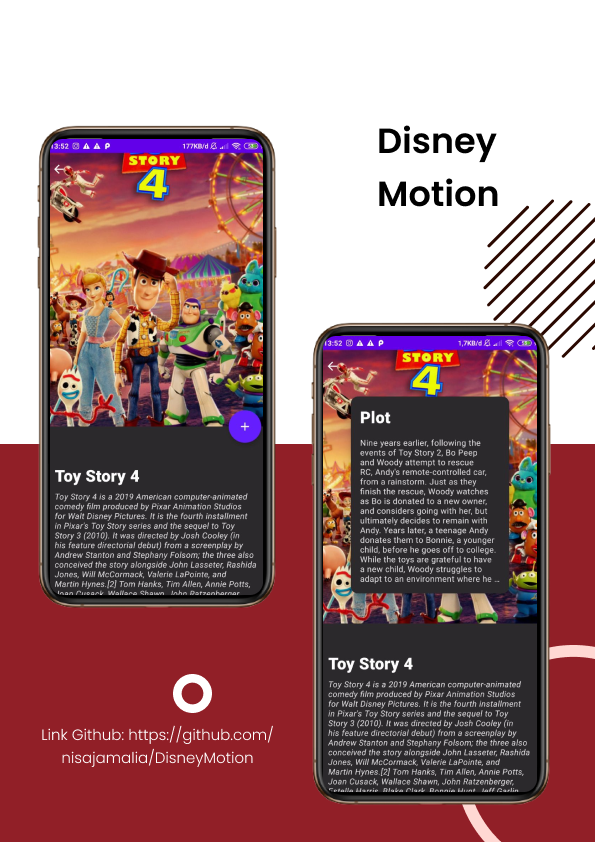 Disney
Motion
13:52
177KB/d
STORY
4
+
Toy Story 4
Toy Story 4 is a 2019 American computer-animated
comedy film produced by Pixar Animation Studios
for Walt Disney Pictures. It is the fourth installment
in Pixar's Toy Story series and the sequel to Toy
Story 3 (2010). It was directed by Josh Cooley (in
his feature directorial debut) from a screenplay by
Andrew Stanton and Stephany Folsom; the three also
conceived the story alongside John Lasseter, Rashida
Jones, Will McCormack, Valerie LaPointe, and
Martin Hynes.[2] Tom Hanks, Tim Allen, Annie Potts,
Joan Cusack, Wallace Shawn, John Ratzenberger,
13:52
1,7KB/d
STORY
4
Plot
Nine years earlier, following the
events of Toy Story 2, Bo Peep
and Woody attempt to rescue
RC, Andy's remote-controlled car,
from a rainstorm. Just as they
finish the rescue, Woody watches
as Bo is donated to a new owner,
and considers going with her, but
ultimately decides to remain with
Andy. Years later, a teenage Andy
donates them to Bonnie, a younger
child, before he goes off to college.
While the toys are grateful to have
a new child, Woody struggles to
adapt to an environment where he ...
Toy Story 4
Toy Story 4 is a 2019 American computer-animated
comedy film produced by Pixar Animation Studios
for Walt Disney Pictures. It is the fourth installment
in Pixar's Toy Story series and the sequel to Toy
Story 3 (2010). It was directed by Josh Cooley (in
his feature directorial debut) from a screenplay by
Andrew Stanton and Stephany Folsom; the three also
conceived the story alongside John Lasseter, Rashida
Jones, Will McCormack, Valerie LaPointe, and
Martin Hynes.[2] Tom Hanks, Tim Allen, Annie Potts,
Joan Cusack, Wallace Shawn, John Ratzenberger,
Estelle Harris, Blake Clark, Bonnie Hunt, Jeff Garlin,
Link Github: https://github.com/
nisajamalia/DisneyMotion